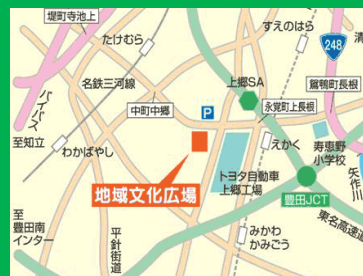 堤町寺池上
たけむら
すえのはら
清
248
名鉄三河線
上郷SA
鴛鴨町長根
バイパス
至知立
中町中郷
P
永覚町上長根
わかばやし
えかく
寿恵野
小学校
矢作川
地域文化広場
トヨタ自動車
上郷工場
豊田JCT
至
豊田南
インター
平針街道
みかわ
かみごう
東名高速道